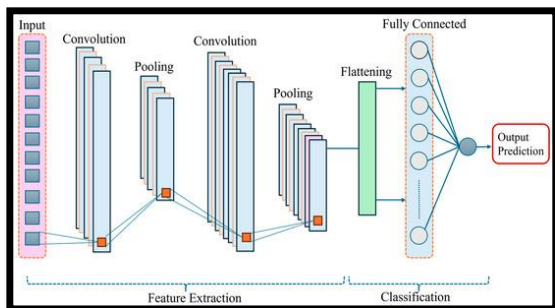 Input
Convolution
Pooling
Convolution
Pooling
Flattening
Fully Connected
Output
Prediction
Feature Extraction
Classification